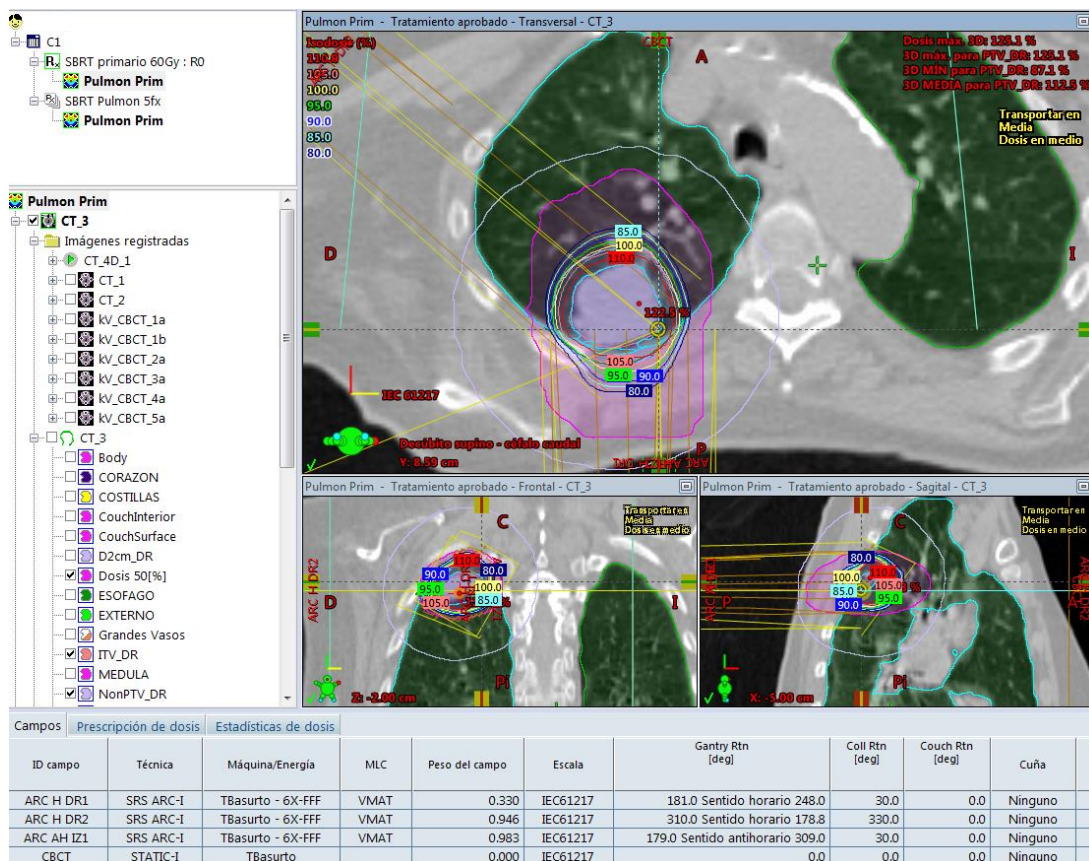 C1
SBRT primario 60Gy : R0
Pulmon Prim
SBRT Pulmon 5fx
Pulmon Prim
Pulmon Prim
CT_3
Imágenes registradas
CT_4D_1
CT_1
CT_2
kV_CBCT_1a
kV_CBCT_1b
kV_CBCT_2a
kV_CBCT_3a
kV_CBCT_4a
kV_CBCT_5a
CT_3
Body
CORAZON
COSTILLAS
CouchInterior
CouchSurface
D2cm_DR
Dosis 50[%]
ESOFAGO
EXTERNO
Grandes Vasos
ITV_DR
MEDULA
NonPTV_DR
Pulmon Prim - Tratamiento aprobado - Transversal - CT_3
Isodosis (%)
110.0
105.0
100.0
95.0
90.0
85.0
80.0
CBCT
A
Dosis max. 3D: 125.1 %
3D max. para PTV_DR: 125.1 %
3D MÍN para PTV_DR: 87.1 %
3D MEDIA para PTV_DR: 112.5 %
Transportar en
Media
Dosis en medio
D
I
85.0
100.0
110.0
122.5 %
105.0
95.0 90.0
80.0
IEC 61217
Decúbito supino - céfalo caudal
Y: 8.59 cm
P
Pulmon Prim - Tratamiento aprobado - Frontal - CT_3
Transportar en
Media
Dosis en medio
C
ARC H DR2
D
I
110.0
90.0 80.0
95.0 100.0
105.0 85.0
Pi
Z: -2.00 cm
Pulmon Prim - Tratamiento aprobado - Sagital - CT_3
Transportar en
Media
Dosis en medio
C
P
A
80.0
100.0 110.0
85.0 105.0
90.0 95.0
Pi
X: -5.00 cm
Campos Prescripción de dosis Estadísticas de dosis
ID campo Técnica Máquina/Energía MLC Peso del campo Escala Gantry Rtn [deg] Coll Rtn [deg] Couch Rtn [deg] Cuña
ARC H DR1 SRS ARC-I TBasurto - 6X-FFF VMAT 0.330 IEC61217 181.0 Sentido horario 248.0 30.0 0.0 Ninguno
ARC H DR2 SRS ARC-I TBasurto - 6X-FFF VMAT 0.946 IEC61217 310.0 Sentido horario 178.8 330.0 0.0 Ninguno
ARC AH IZ1 SRS ARC-I TBasurto - 6X-FFF VMAT 0.983 IEC61217 179.0 Sentido antihorario 309.0 30.0 0.0 Ninguno
CBCT STATIC-I TBasurto 0.000 IEC61217 0.0 0.0 0.0 Ninguno